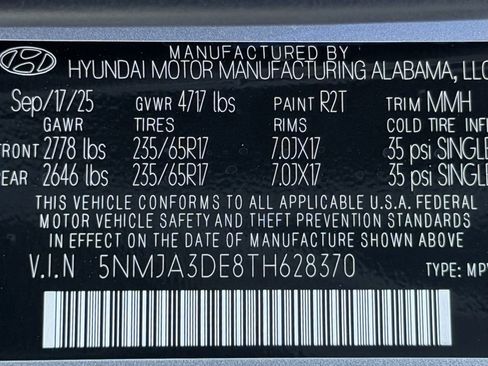 MANUFACTURED BY
HYUNDAI MOTOR MANUFACTURING ALABAMA, LLC
Sep/17/25 GVWR 4717 lbs PAINT R2T TRIM MMH
GAWR TIRES RIMS COLD TIRE INF
FRONT 2778 lbs 235/65R17 7.0JX17 35 psi SINGLE
REAR 2646 lbs 235/65R17 7.0JX17 35 psi SINGLE
THIS VEHICLE CONFORMS TO ALL APPLICABLE U.S.A. FEDERAL
MOTOR VEHICLE SAFETY AND THEFT PREVENTION STANDARDS
IN EFFECT ON THE DATE OF MANUFACTURE SHOWN ABOVE.
V.I.N 5NMJA3DE8TH628370 TYPE: MPV